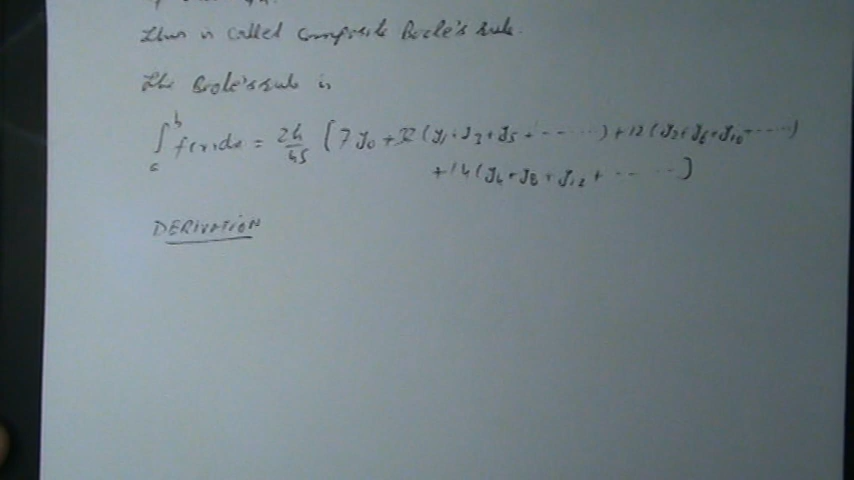 This is called Composite Boole's rule.
The Boole's rule is
∫_a^b f(x)dx = 2h/45 [7y₀ + 32(y₁+y₃+y₅+-----) + 12(y₂+y₆+y₁₀+-----)
+14(y₄+y₈+y₁₂+-- ---)]
DERIVATION